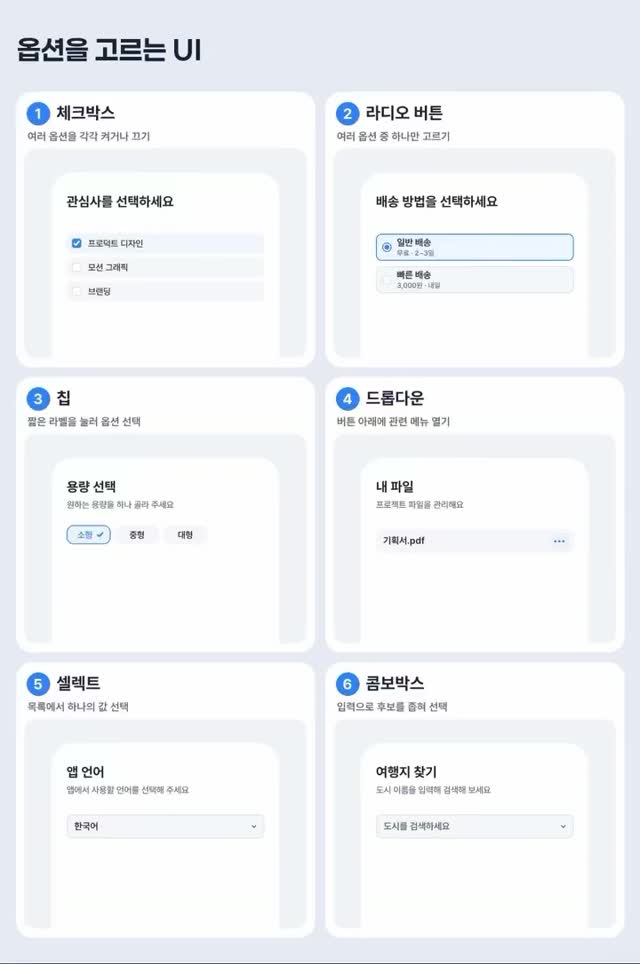 옵션을 고르는 UI
1 체크박스
여러 옵션을 각각 켜거나 끄기
관심사를 선택하세요
프로덕트 디자인
모션 그래픽
브랜딩
2 라디오 버튼
여러 옵션 중 하나만 고르기
배송 방법을 선택하세요
일반 배송
무료 · 2~3일
빠른 배송
3,000원 · 내일
3 칩
짧은 라벨을 눌러 옵션 선택
용량 선택
원하는 용량을 하나 골라 주세요
소형 중형 대형
4 드롭다운
버튼 아래에 관련 메뉴 열기
내 파일
프로젝트 파일을 관리해요
기획서.pdf
5 셀렉트
목록에서 하나의 값 선택
앱 언어
앱에서 사용할 언어를 선택해 주세요
한국어
6 콤보박스
입력으로 후보를 좁혀 선택
여행지 찾기
도시 이름을 입력해 검색해 보세요
도시를 검색하세요